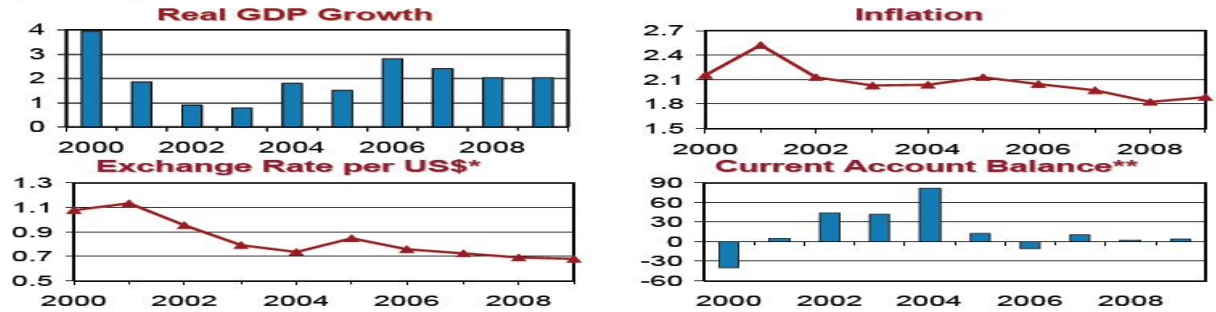 Real GDP Growth
4
3
2
1
0
2000 2002 2004 2006 2008
Inflation
2.7
2.4
2.1
1.8
1.5
2000 2002 2004 2006 2008
Exchange Rate per US$*
1.3
1.1
0.9
0.7
0.5
2000 2002 2004 2006 2008
Current Account Balance**
90
60
30
0
-30
-60
2000 2002 2004 2006 2008